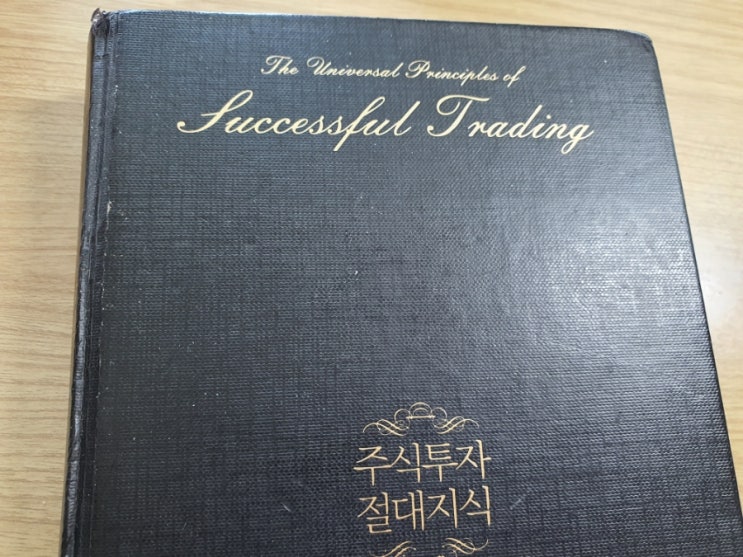 The Universal Principles of
Successful Trading
주식투자
절대지식